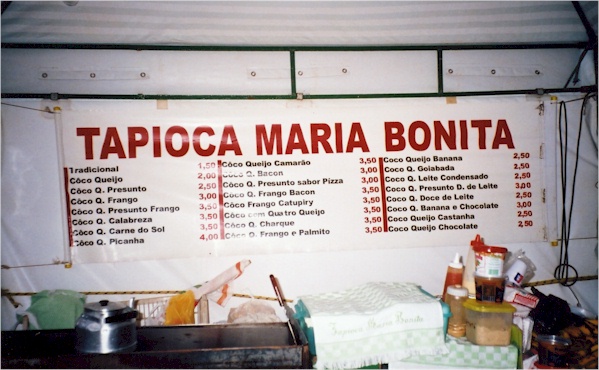 TAPIOCA MARIA BONITA
Tradicional 1,50
Côco Queijo 2,00
Côco Q. Presunto 2,50
Côco Q. Frango 3,00
Côco Q. Presunto Frango 3,50
Côco Q. Calabreza 3,50
Côco Q. Carne do Sol 3,50
Côco Q. Picanha 4,00
Côco Queijo Camarão 3,50
Côco Q. Bacon 3,00
Côco Q. Presunto sabor Pizza 3,50
Côco Q. Frango Bacon 3,50
Côco Frango Catupiry 3,50
Côco com Quatro Queijo 3,50
Côco Q. Charque 3,50
Côco Q. Frango e Palmito 3,50
Coco Queijo Banana 2,50
Coco Q. Goiabada 2,50
Coco Q. Leite Condensado 2,50
Coco Q. Presunto D. de Leite 3,00
Coco Q. Doce de Leite 2,50
Coco Q. Banana e Chocolate 3,00
Coco Queijo Castanha 2,50
Coco Queijo Chocolate 2,50
Tapioca Maria Bonita